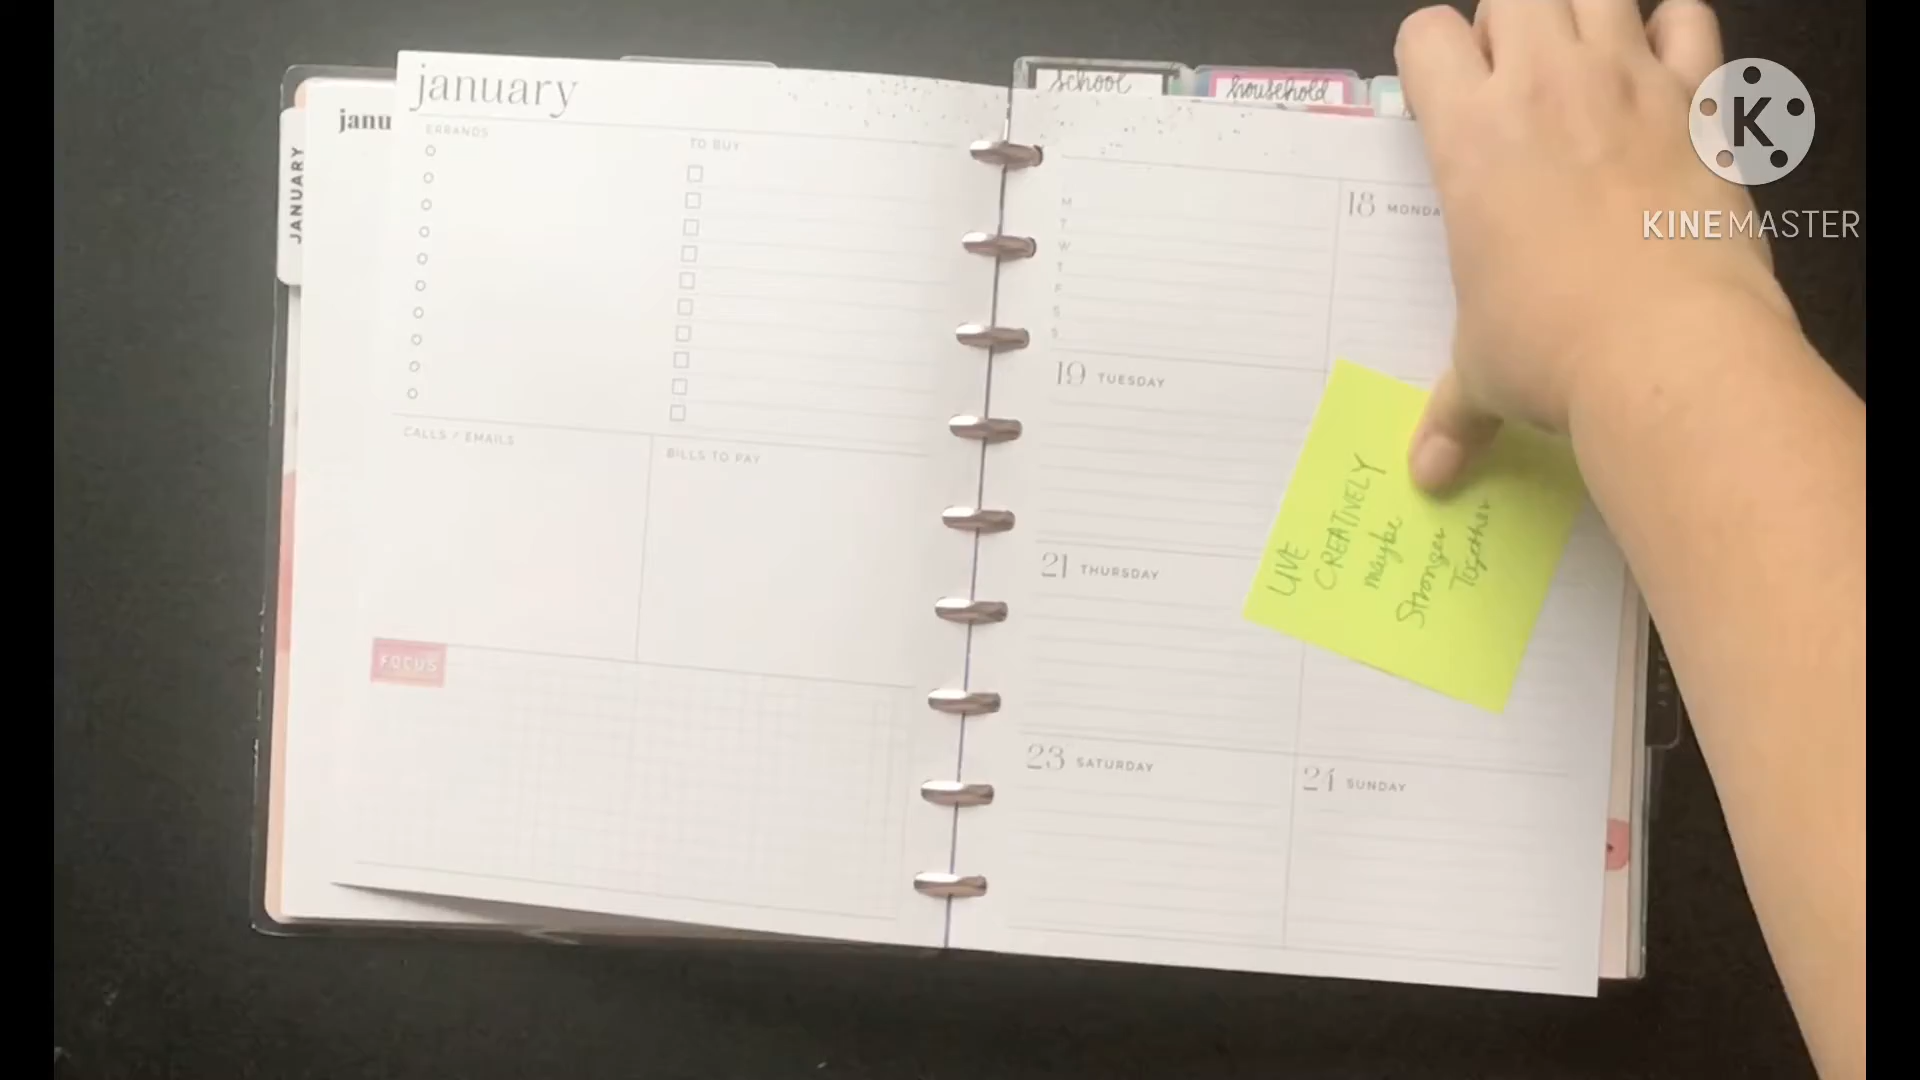 january
janu
JANUARY
ERRANDS
TO BUY
CALLS / EMAILS
BILLS TO PAY
FOCUS
school
household
M
T
W
T
F
S
S
18 MONDA
19 TUESDAY
21 THURSDAY
23 SATURDAY
24 SUNDAY
LIVE
CREATIVELY
maybe
Stronger
Together
K
KINEMASTER